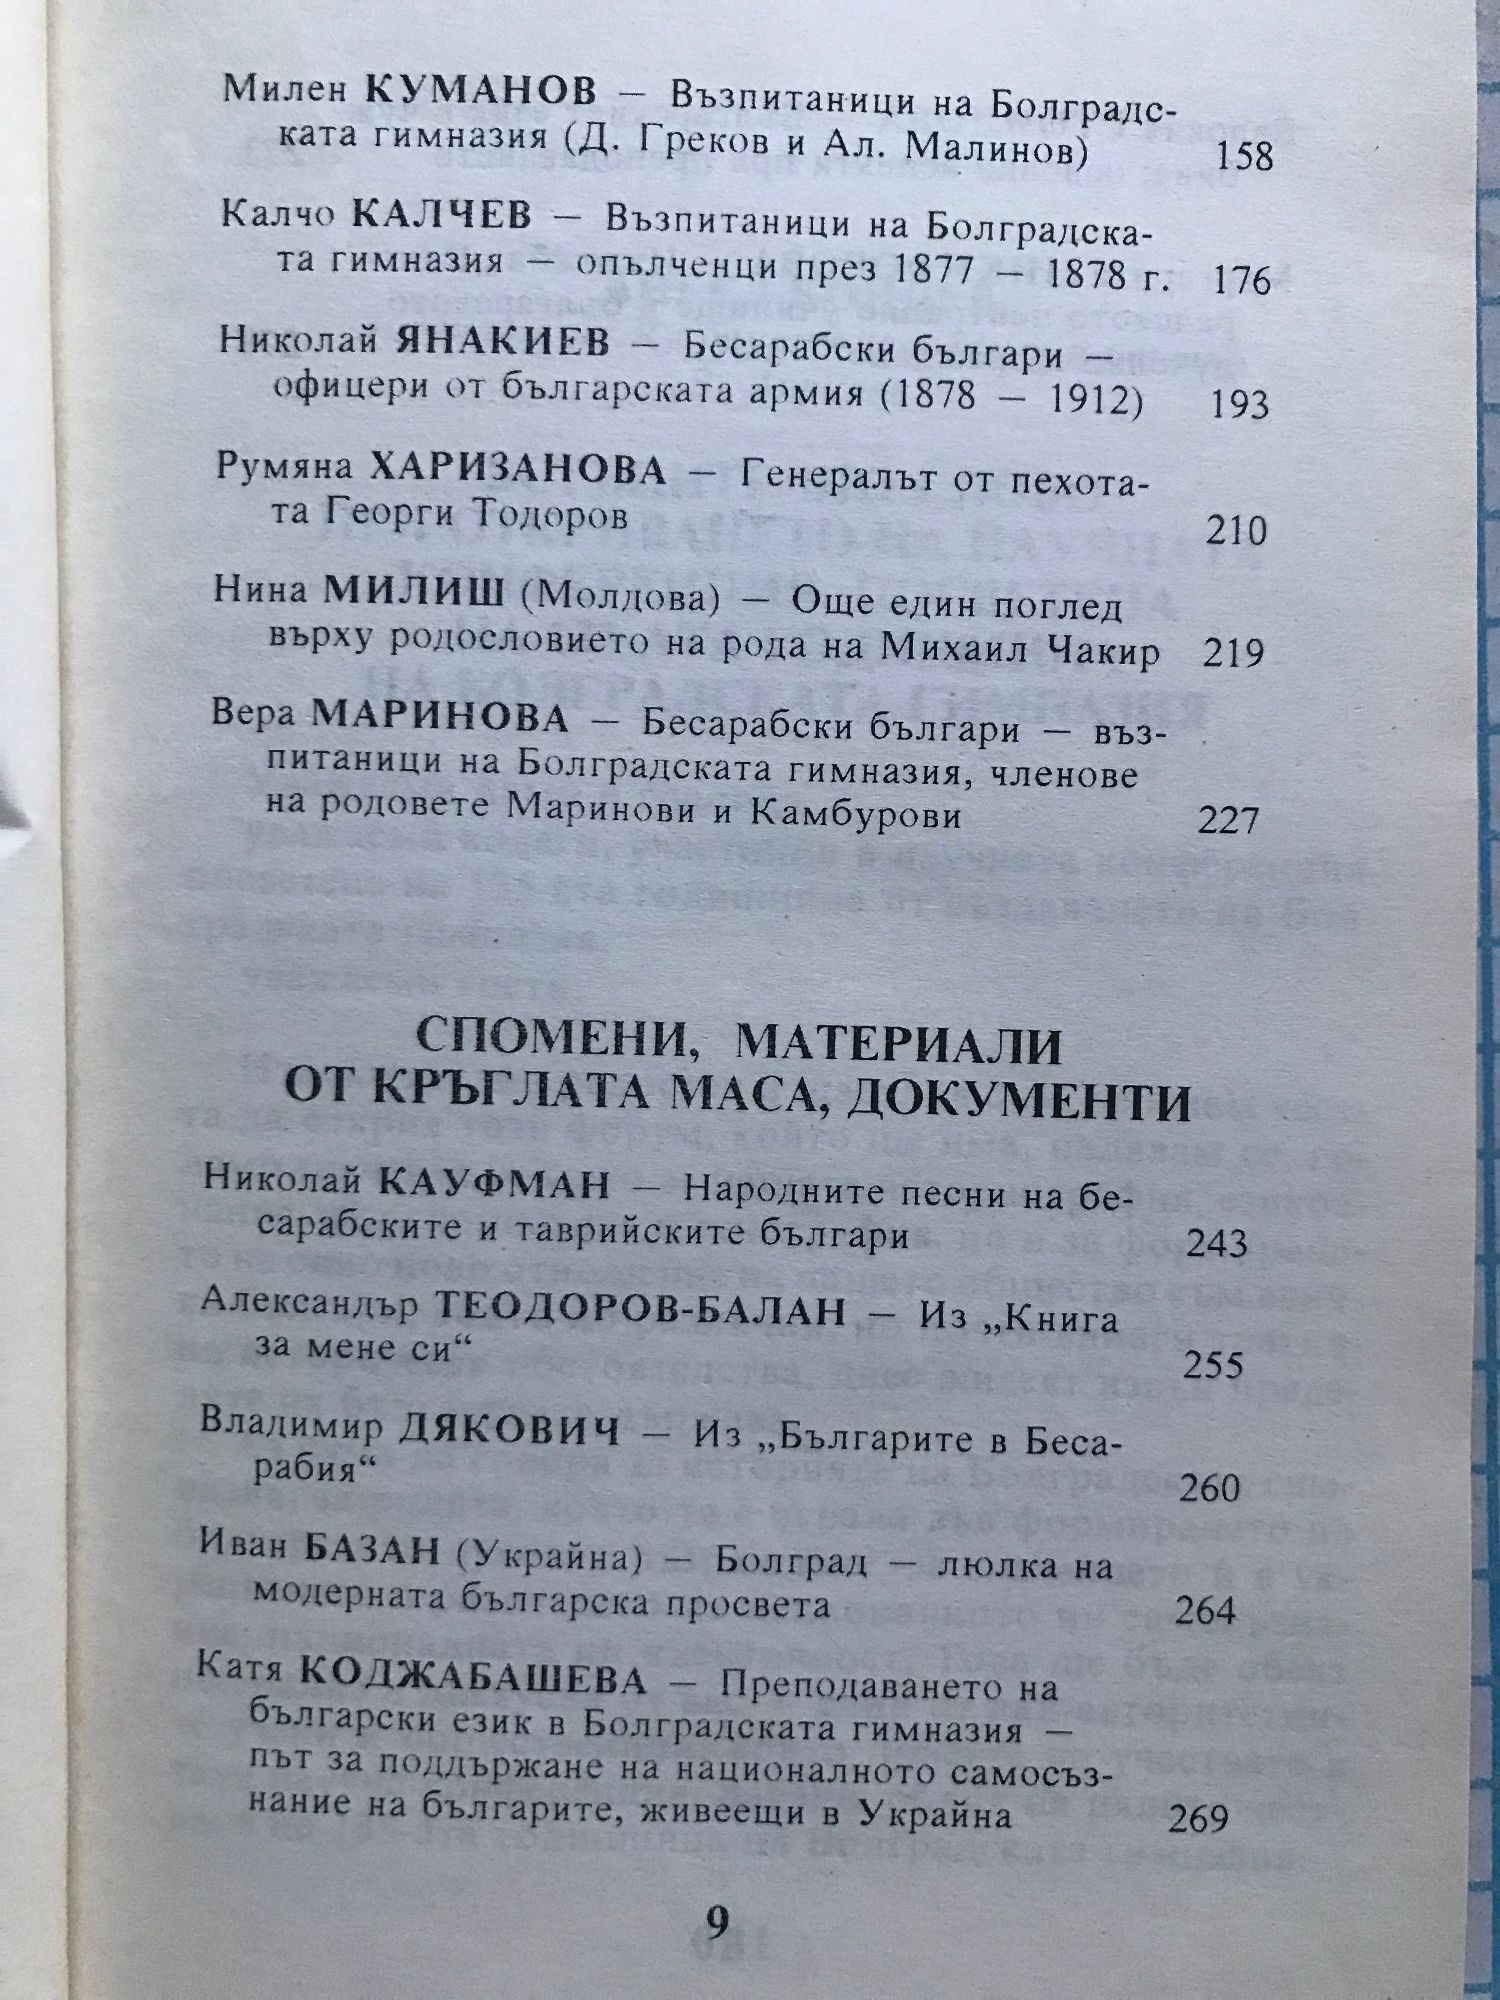 Милен КУМАНОВ — Възпитаници на Болградс-
ката гимназия (Д. Греков и Ал. Малинов) 158
Калчо КАЛЧЕВ — Възпитаници на Болградска-
та гимназия — опълченци през 1877 — 1878 г. 176
Николай ЯНАКИЕВ — Бесарабски българи —
офицери от българската армия (1878 — 1912) 193
Румяна ХАРИЗАНОВА — Генералът от пехота-
та Георги Тодоров 210
Нина МИЛИШ (Молдова) — Още един поглед
върху родословието на рода на Михаил Чакир 219
Вера МАРИНОВА — Бесарабски българи — въз-
питаници на Болградската гимназия, членове
на родовете Маринови и Камбурови 227
СПОМЕНИ, МАТЕРИАЛИ
ОТ КРЪГЛАТА МАСА, ДОКУМЕНТИ
Николай КАУФМАН — Народните песни на бе-
сарабските и таврийските българи 243
Александър ТЕОДОРОВ-БАЛАН — Из „Книга
за мене си“ 255
Владимир ДЯКОВИЧ — Из „Българите в Беса-
рабия“ 260
Иван БАЗАН (Украйна) — Болград — люлка на
модерната българска просвета 264
Катя КОДЖАБАШЕВА — Преподаването на
български език в Болградската гимназия —
път за поддържане на националното самосъз-
нание на българите, живеещи в Украйна 269
9